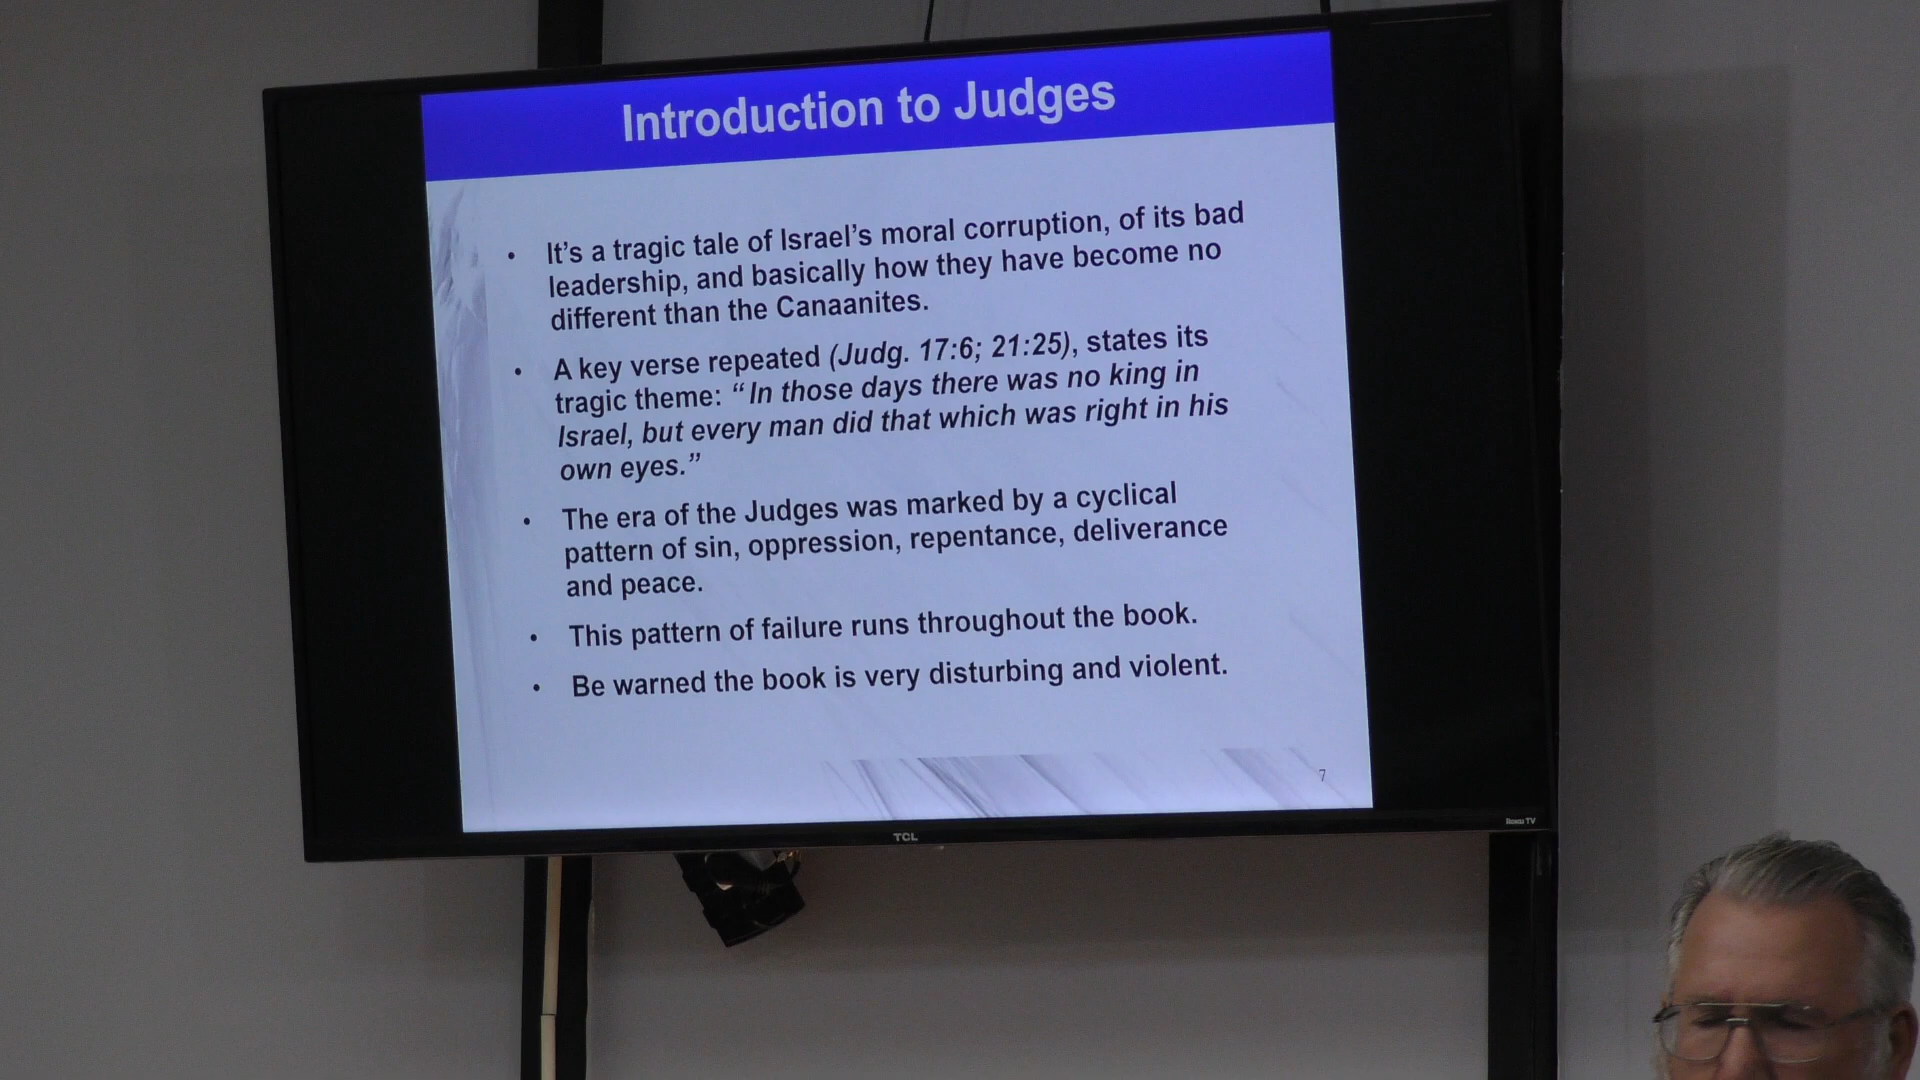 Introduction to Judges
• It's a tragic tale of Israel's moral corruption, of its bad
leadership, and basically how they have become no
different than the Canaanites.
• A key verse repeated (Judg. 17:6; 21:25), states its
tragic theme: “In those days there was no king in
Israel, but every man did that which was right in his
own eyes.”
• The era of the Judges was marked by a cyclical
pattern of sin, oppression, repentance, deliverance
and peace.
• This pattern of failure runs throughout the book.
• Be warned the book is very disturbing and violent.
7
TCL
Roku TV